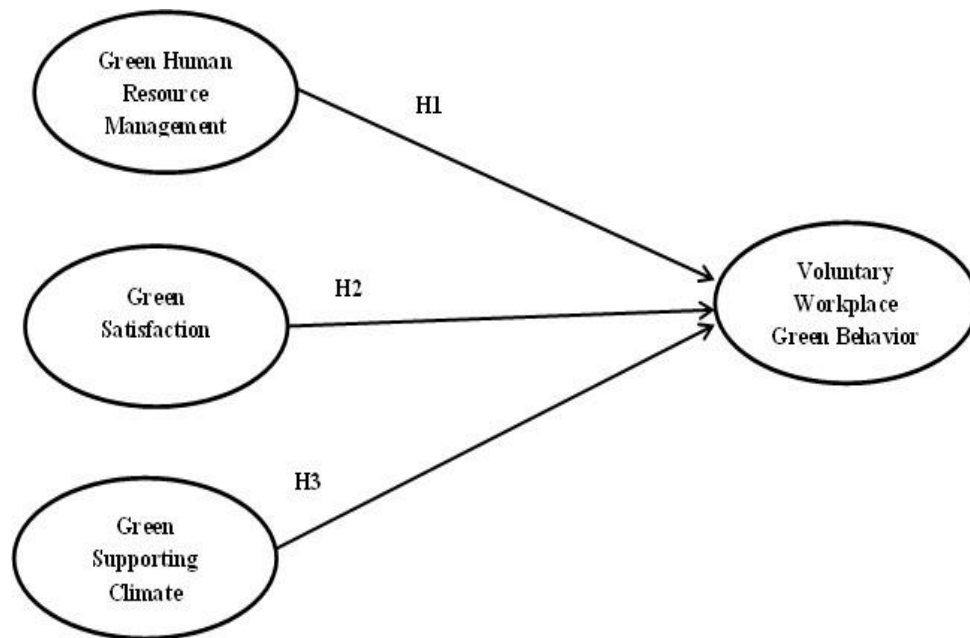 Green Human
Resource
Management
H1
Green
Satisfaction
H2
Voluntary
Workplace
Green Behavior
H3
Green
Supporting
Climate